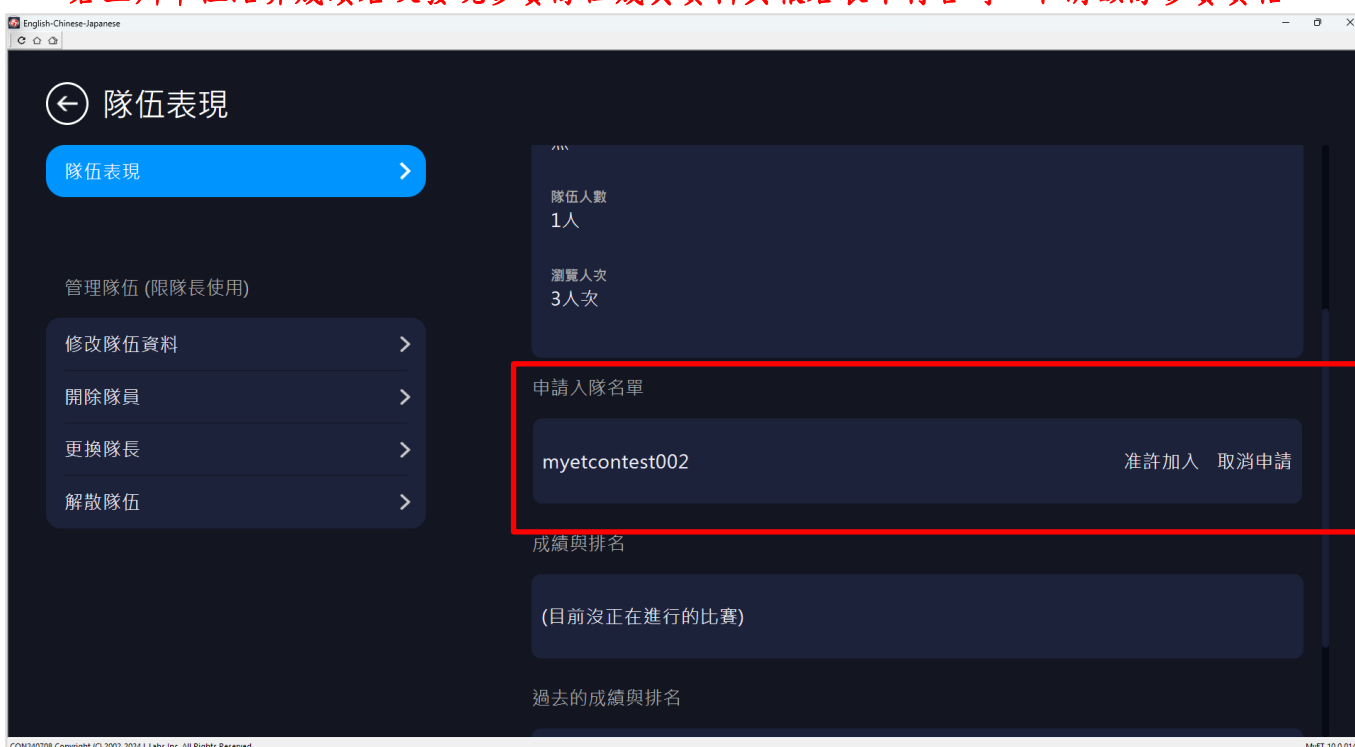 English-Chinese-Japanese
隊伍表現
隊伍表現
管理隊伍 (限隊長使用)
修改隊伍資料
開除隊員
更換隊長
解散隊伍
隊伍人數
1人
瀏覽人次
3人次
申請入隊名單
myetcontest002
准許加入 取消申請
成績與排名
(目前沒正在進行的比賽)
過去的成績與排名